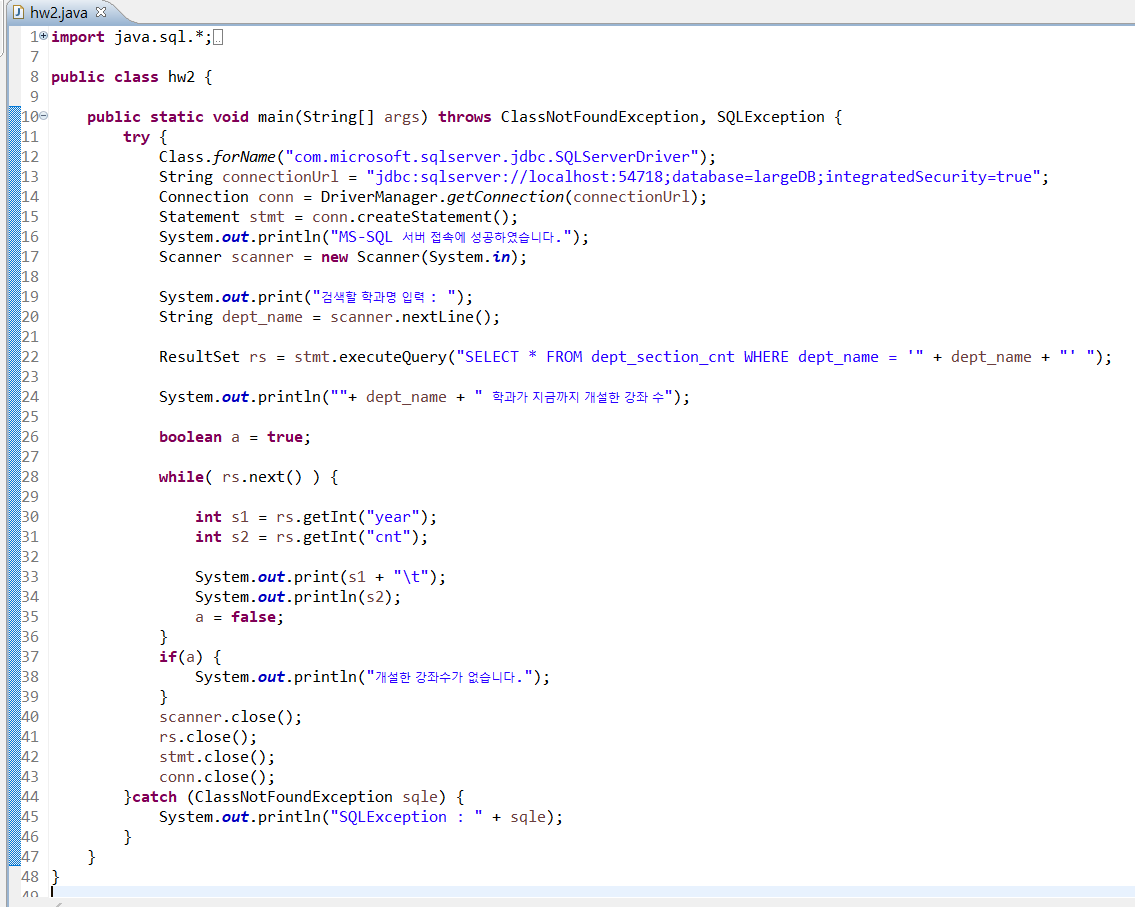 hw2.java
1 import java.sql.*;
7
8 public class hw2 {
9
10 public static void main(String[] args) throws ClassNotFoundException, SQLException {
11 try {
12 Class.forName("com.microsoft.sqlserver.jdbc.SQLServerDriver");
13 String connectionUrl = "jdbc:sqlserver://localhost:54718;database=largeDB;integratedSecurity=true";
14 Connection conn = DriverManager.getConnection(connectionUrl);
15 Statement stmt = conn.createStatement();
16 System.out.println("MS-SQL 서버 접속에 성공하였습니다.");
17 Scanner scanner = new Scanner(System.in);
18
19 System.out.print("검색할 학과명 입력 : ");
20 String dept_name = scanner.nextLine();
21
22 ResultSet rs = stmt.executeQuery("SELECT * FROM dept_section_cnt WHERE dept_name = '" + dept_name + "' ");
23
24 System.out.println(""+ dept_name + " 학과가 지금까지 개설한 강좌 수");
25
26 boolean a = true;
27
28 while( rs.next() ) {
29
30 int s1 = rs.getInt("year");
31 int s2 = rs.getInt("cnt");
32
33 System.out.print(s1 + "\t");
34 System.out.println(s2);
35 a = false;
36 }
37 if(a) {
38 System.out.println("개설한 강좌수가 없습니다.");
39 }
40 scanner.close();
41 rs.close();
42 stmt.close();
43 conn.close();
44 }catch (ClassNotFoundException sqle) {
45 System.out.println("SQLException : " + sqle);
46 }
47 }
48 }
49